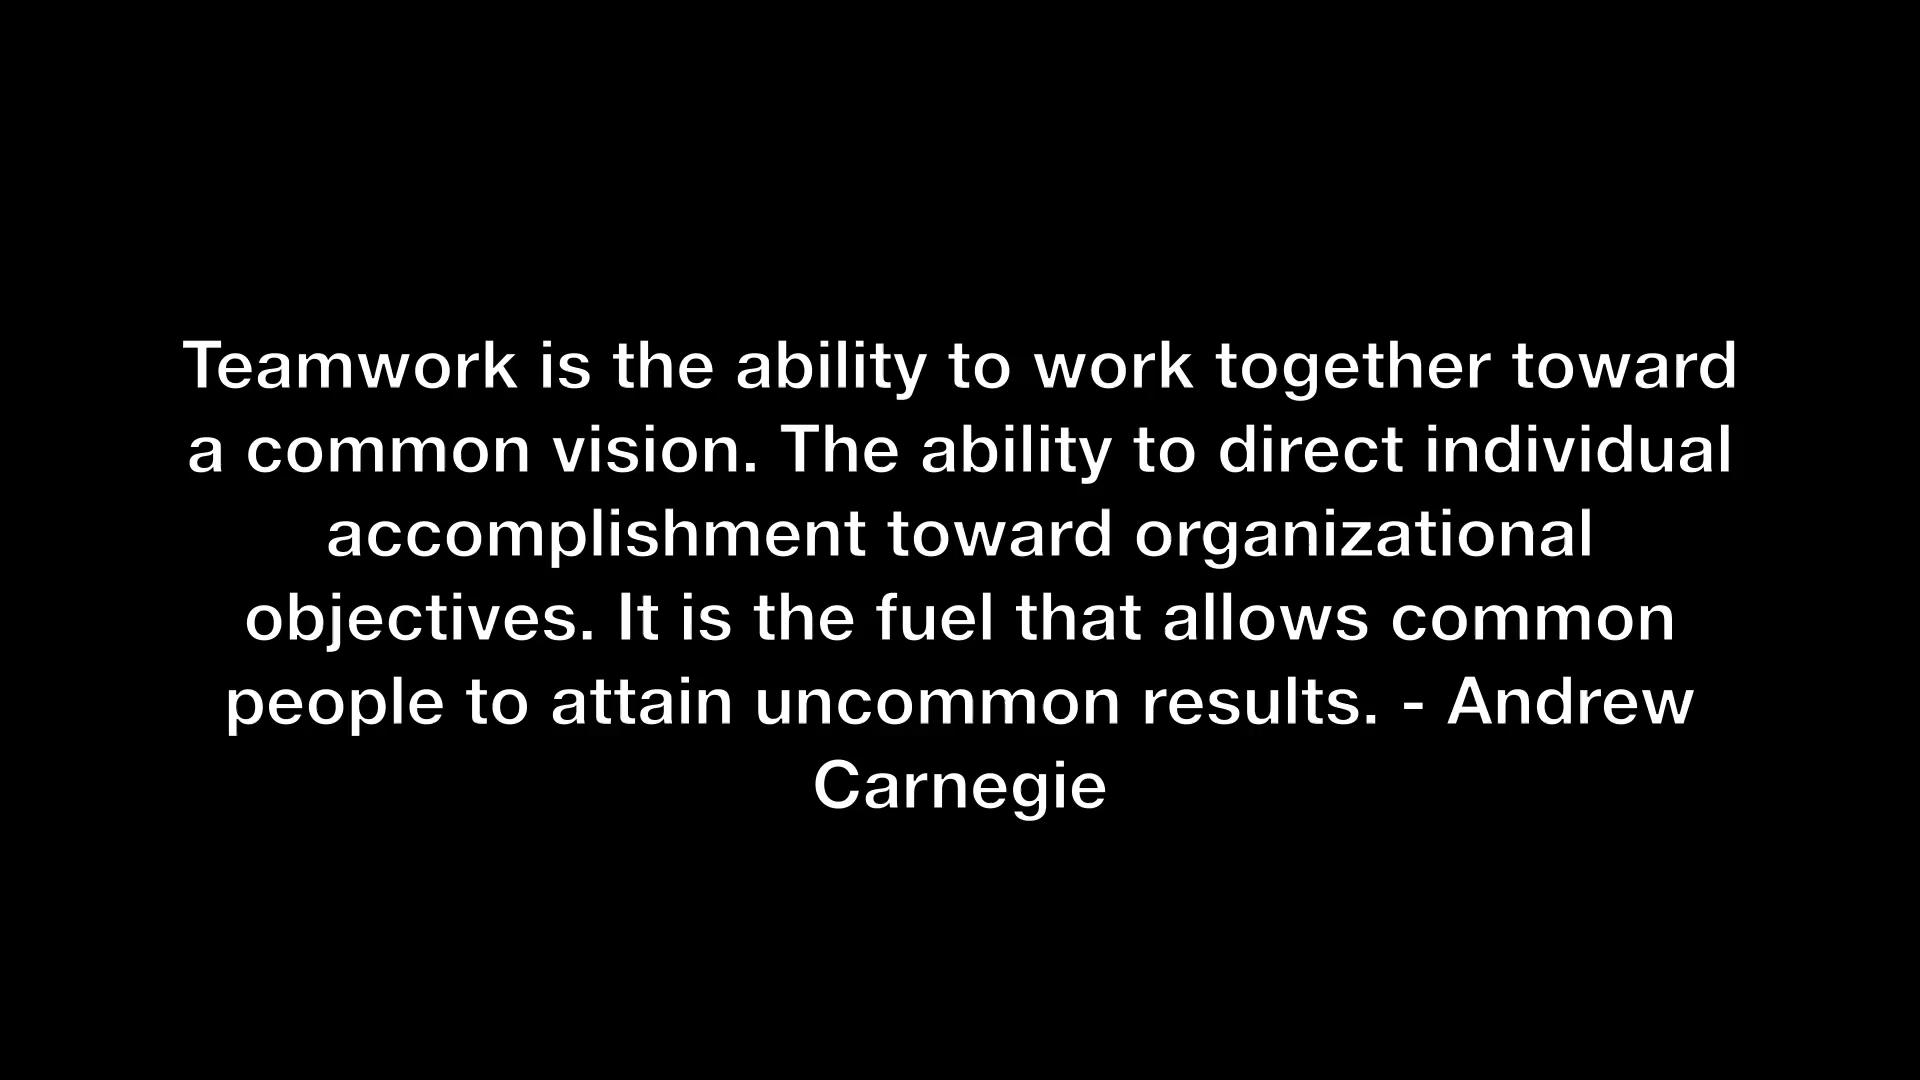 Teamwork is the ability to work together toward
a common vision. The ability to direct individual
accomplishment toward organizational
objectives. It is the fuel that allows common
people to attain uncommon results. - Andrew
Carnegie